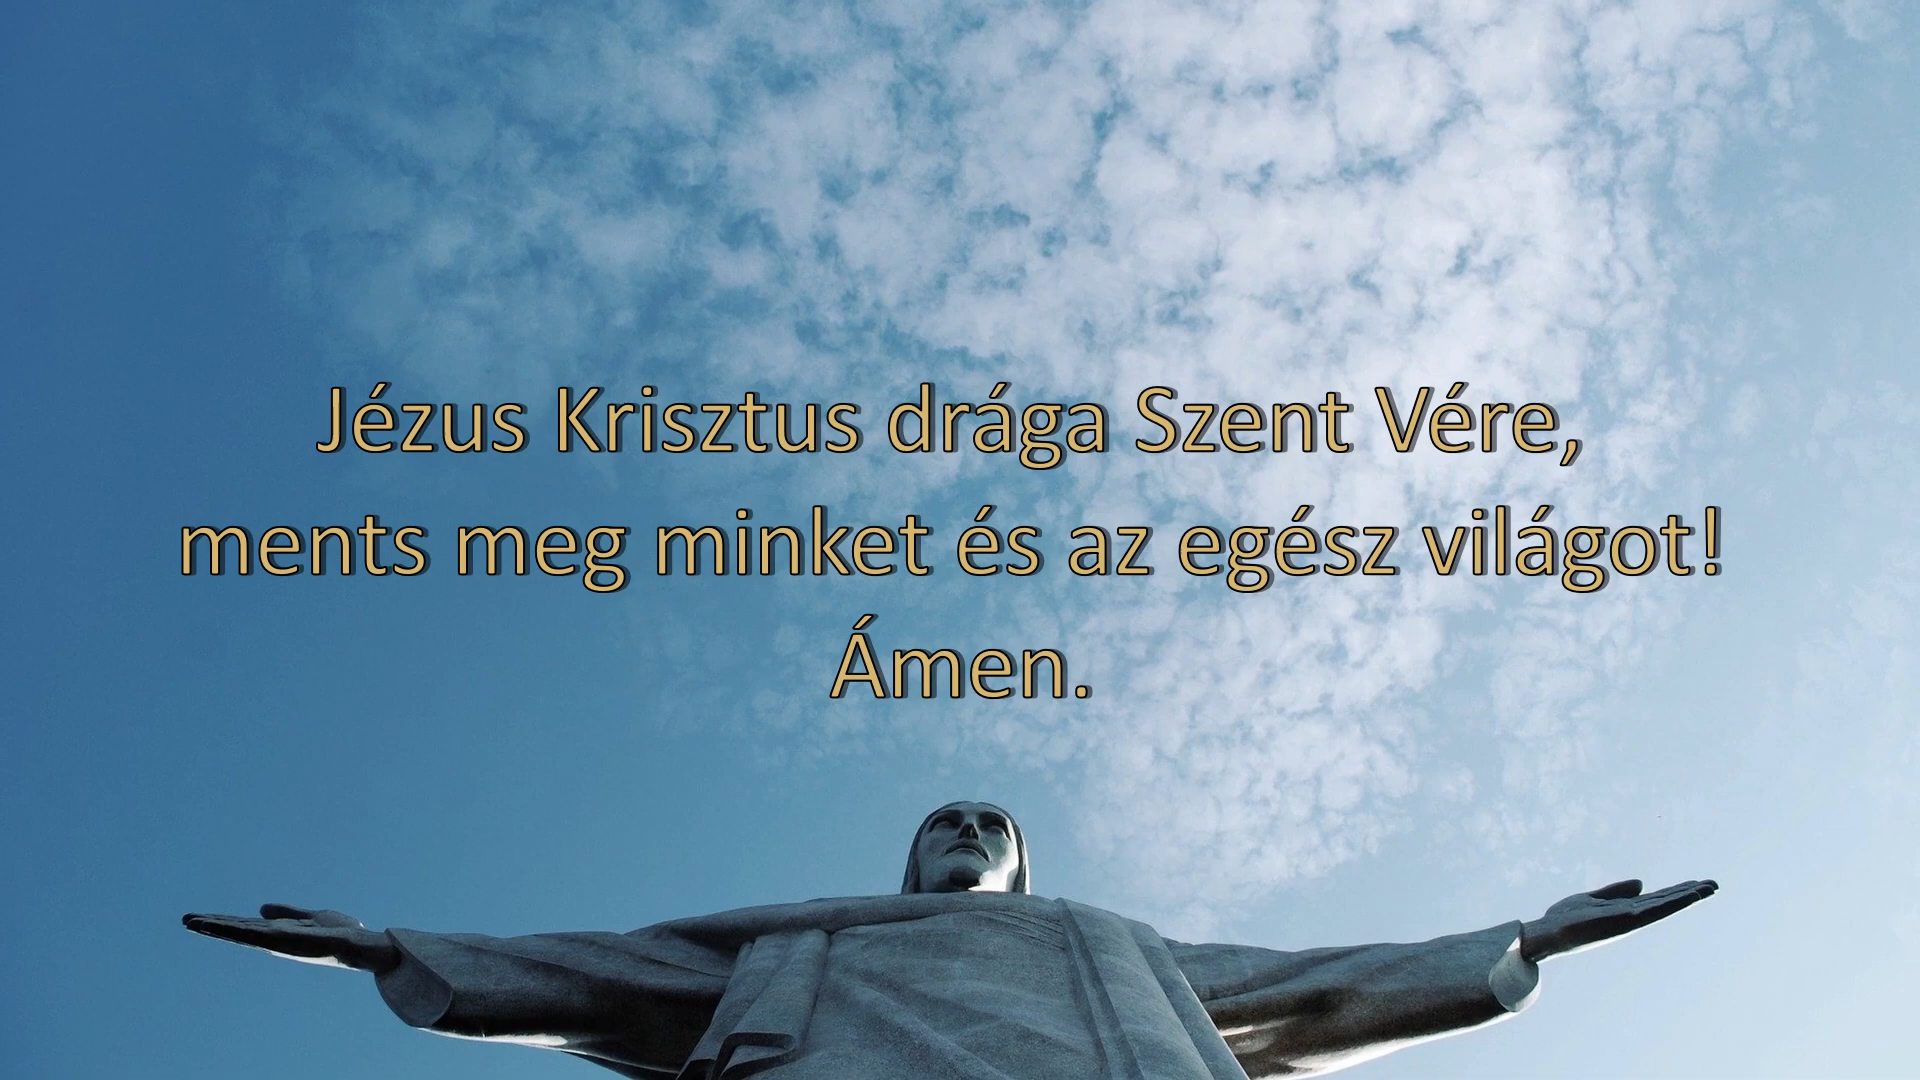 Jézus Krisztus drága Szent Vére,
ments meg minket és az egész világot!
Ámen.